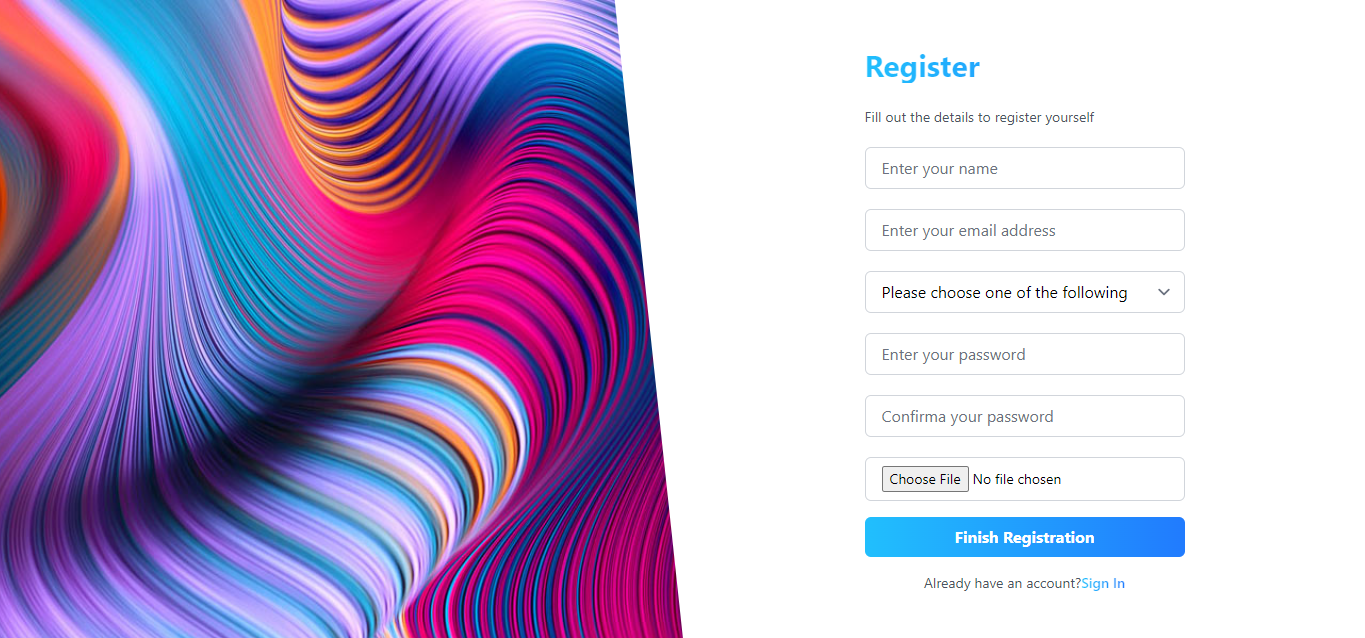 Register
Fill out the details to register yourself
Enter your name
Enter your email address
Please choose one of the following
Enter your password
Confirma your password
Choose File No file chosen
Finish Registration
Already have an account?Sign In